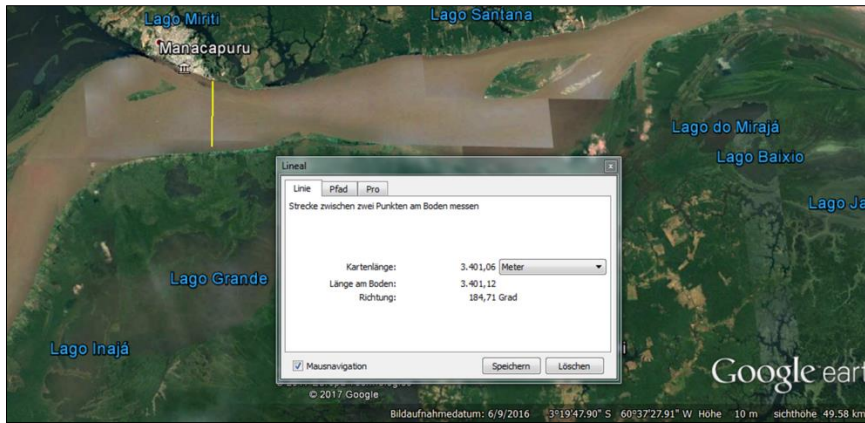 Lago Miriti
Lago Santana
Manacapuru
Lago do Mirajá
Lago Baixio
Lineal
Linie Pfad Pro
Strecke zwischen zwei Punkten am Boden messen
Lago Ja
Kartenlänge: 3.401,06 Meter
Lago Grande
Länge am Boden: 3.401,12
Richtung: 184,71 Grad
Lago Inajá
Mausnavigation Speichern Löschen
Google eart
© 2017 Google
Bildaufnahmedatum: 6/9/2016 3°19'47.90" S 60°37'27.91" W Höhe 10 m sichthöhe 49.58 km